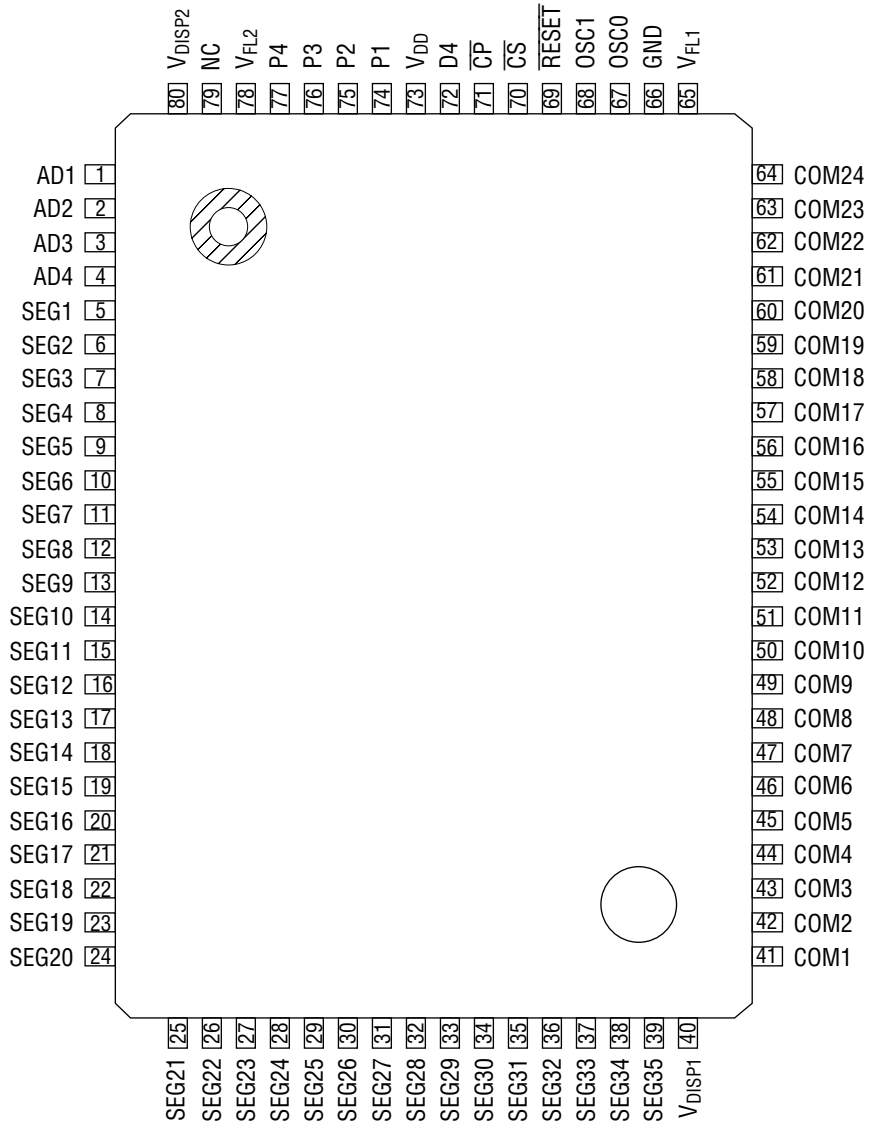 VDISP2 NC VFL2 P4 P3 P2 P1 VDD D4 CP CS RESET OSC1 OSC0 GND VFL1
80 79 78 77 76 75 74 73 72 71 70 69 68 67 66 65
AD1 1 64 COM24
AD2 2 63 COM23
AD3 3 62 COM22
AD4 4 61 COM21
SEG1 5 60 COM20
SEG2 6 59 COM19
SEG3 7 58 COM18
SEG4 8 57 COM17
SEG5 9 56 COM16
SEG6 10 55 COM15
SEG7 11 54 COM14
SEG8 12 53 COM13
SEG9 13 52 COM12
SEG10 14 51 COM11
SEG11 15 50 COM10
SEG12 16 49 COM9
SEG13 17 48 COM8
SEG14 18 47 COM7
SEG15 19 46 COM6
SEG16 20 45 COM5
SEG17 21 44 COM4
SEG18 22 43 COM3
SEG19 23 42 COM2
SEG20 24 41 COM1
25 26 27 28 29 30 31 32 33 34 35 36 37 38 39 40
SEG21 SEG22 SEG23 SEG24 SEG25 SEG26 SEG27 SEG28 SEG29 SEG30 SEG31 SEG32 SEG33 SEG34 SEG35 VDISP1